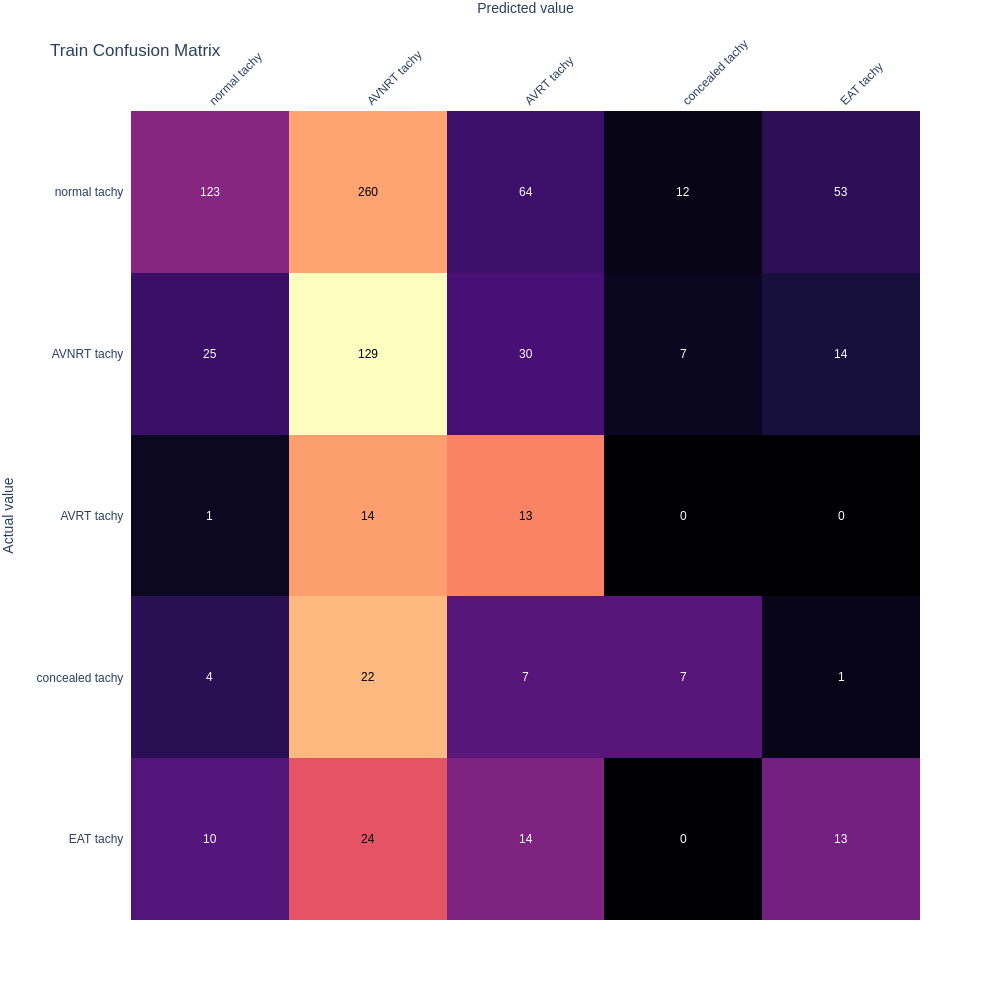 Predicted value
Train Confusion Matrix
normal tachy AVNRT tachy AVRT tachy concealed tachy EAT tachy
normal tachy 123 260 64 12 53
AVNRT tachy 25 129 30 7 14
Actual value
AVRT tachy 1 14 13 0 0
concealed tachy 4 22 7 7 1
EAT tachy 10 24 14 0 13